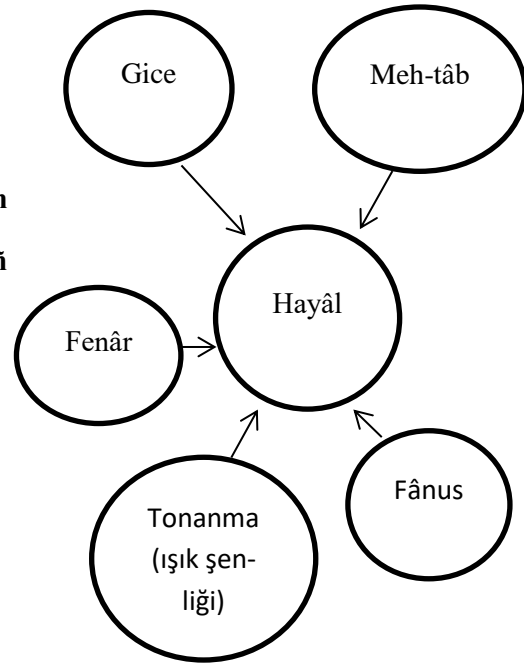 Gice
Meh-tâb
Hayâl
Fenâr
Fânus
Tonanma
(ışık şen-
liği)